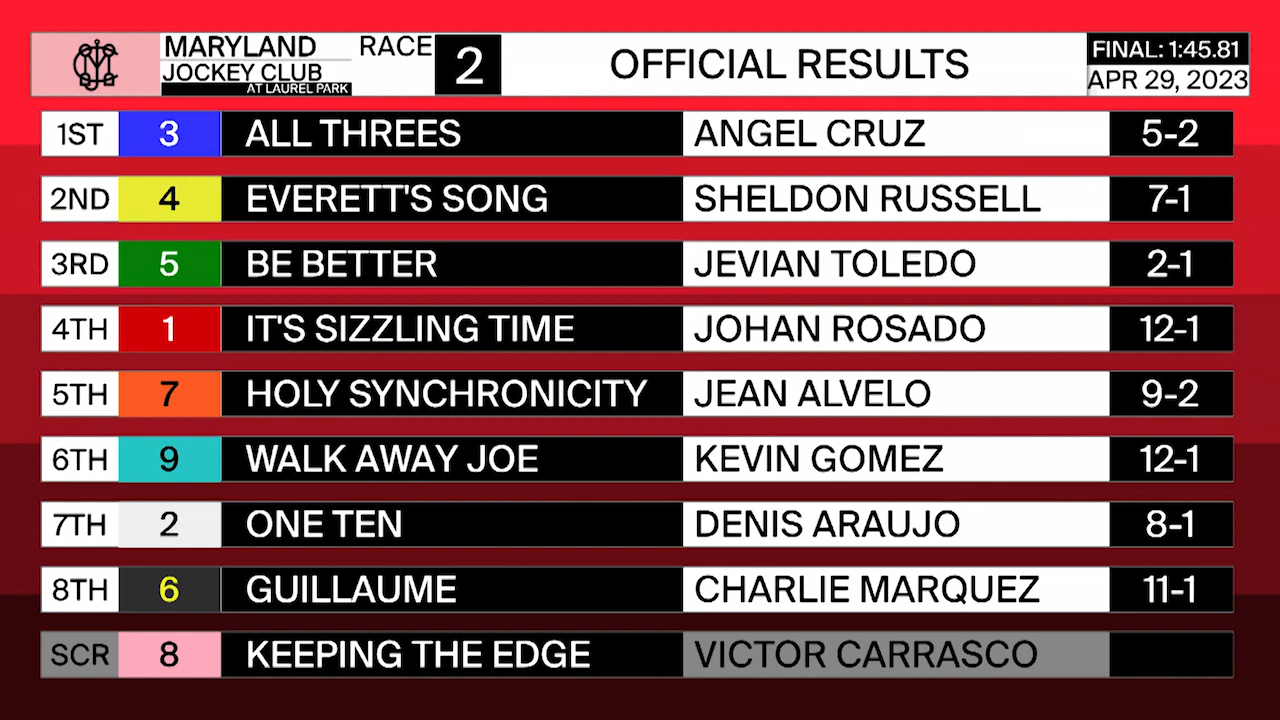 MARYLAND
JOCKEY CLUB
AT LAUREL PARK
RACE 2
OFFICIAL RESULTS
FINAL: 1:45.81
APR 29, 2023
1ST 3 ALL THREES ANGEL CRUZ 5-2
2ND 4 EVERETT'S SONG SHELDON RUSSELL 7-1
3RD 5 BE BETTER JEVIAN TOLEDO 2-1
4TH 1 IT'S SIZZLING TIME JOHAN ROSADO 12-1
5TH 7 HOLY SYNCHRONICITY JEAN ALVELO 9-2
6TH 9 WALK AWAY JOE KEVIN GOMEZ 12-1
7TH 2 ONE TEN DENIS ARAUJO 8-1
8TH 6 GUILLAUME CHARLIE MARQUEZ 11-1
SCR 8 KEEPING THE EDGE VICTOR CARRASCO